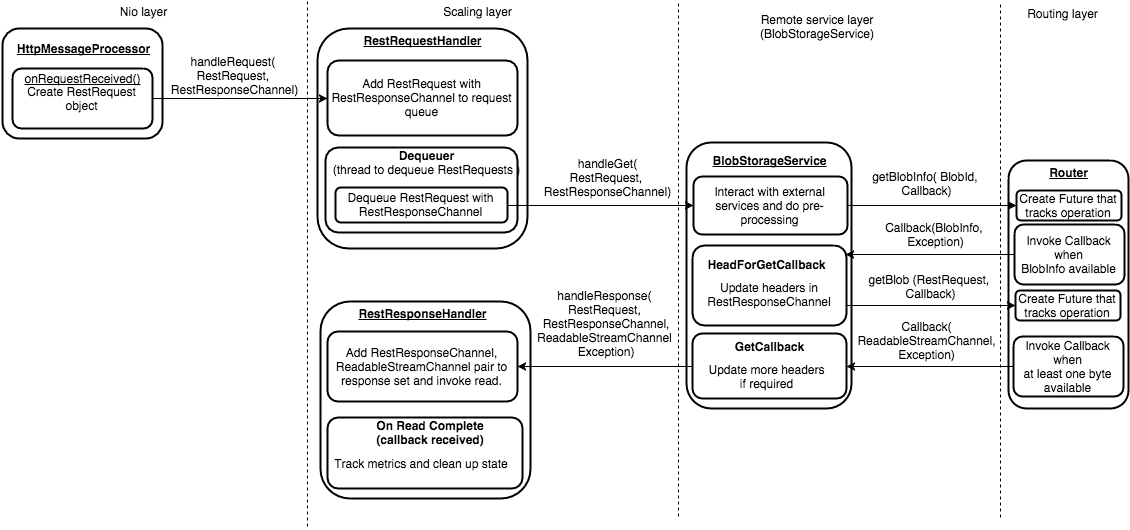 Nio layer
HttpMessageProcessor
onRequestReceived()
Create RestRequest
object
handleRequest(
RestRequest,
RestResponseChannel)
Scaling layer
RestRequestHandler
Add RestRequest with
RestResponseChannel to request
queue
Dequeuer
(thread to dequeue RestRequests)
Dequeue RestRequest with
RestResponseChannel
handleGet(
RestRequest,
RestResponseChannel)
RestResponseHandler
Add RestResponseChannel,
ReadableStreamChannel pair to
response set and invoke read.
On Read Complete
(callback received)
Track metrics and clean up state
handleResponse(
RestRequest,
RestResponseChannel,
ReadableStreamChannel
Exception)
Remote service layer
(BlobStorageService)
BlobStorageService
Interact with external
services and do pre-
processing
HeadForGetCallback
Update headers in
RestResponseChannel
GetCallback
Update more headers
if required
getBlobInfo( BlobId,
Callback)
Callback(BlobInfo,
Exception)
getBlob (RestRequest,
Callback)
Callback(
ReadableStreamChannel,
Exception)
Routing layer
Router
Create Future that
tracks operation
Invoke Callback
when
BlobInfo available
Create Future that
tracks operation
Invoke Callback
when
at least one byte
available